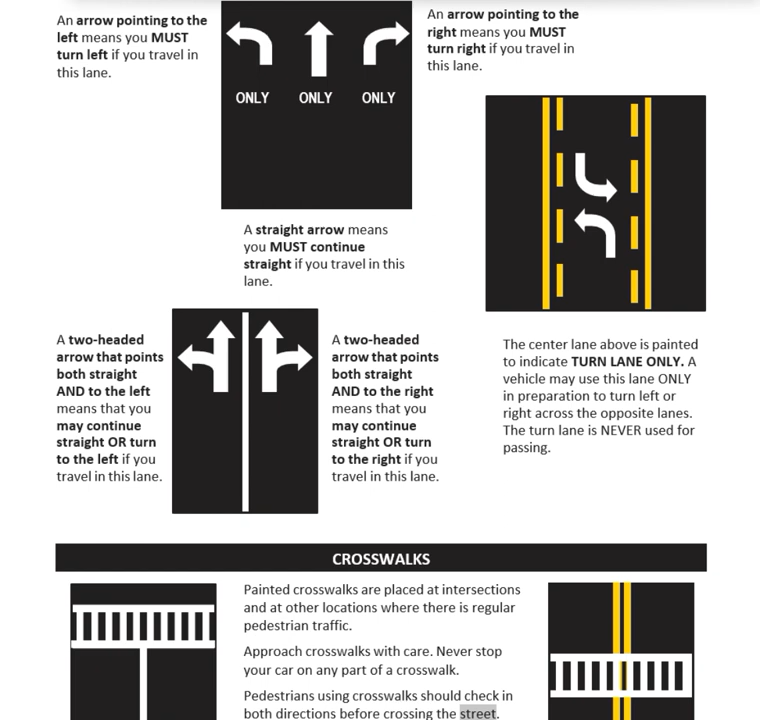 An arrow pointing to the
left means you MUST
turn left if you travel in
this lane.
ONLY ONLY ONLY
An arrow pointing to the
right means you MUST
turn right if you travel in
this lane.
A straight arrow means
you MUST continue
straight if you travel in this
lane.
A two-headed
arrow that points
both straight
AND to the left
means that you
may continue
straight OR turn
to the left if you
travel in this lane.
A two-headed
arrow that points
both straight
AND to the right
means that you
may continue
straight OR turn
to the right if you
travel in this lane.
The center lane above is painted
to indicate TURN LANE ONLY. A
vehicle may use this lane ONLY
in preparation to turn left or
right across the opposite lanes.
The turn lane is NEVER used for
passing.
CROSSWALKS
Painted crosswalks are placed at intersections
and at other locations where there is regular
pedestrian traffic.
Approach crosswalks with care. Never stop
your car on any part of a crosswalk.
Pedestrians using crosswalks should check in
both directions before crossing the street.